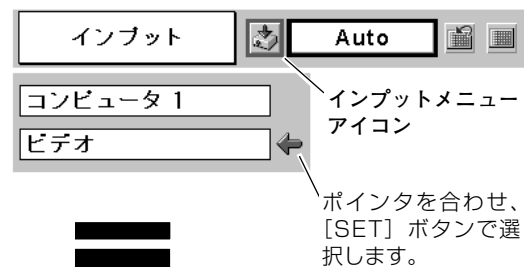 インプット
Auto
コンピュータ 1
ビデオ
インプットメニュー
アイコン
ポインタを合わせ、
［SET］ボタンで選
択します。